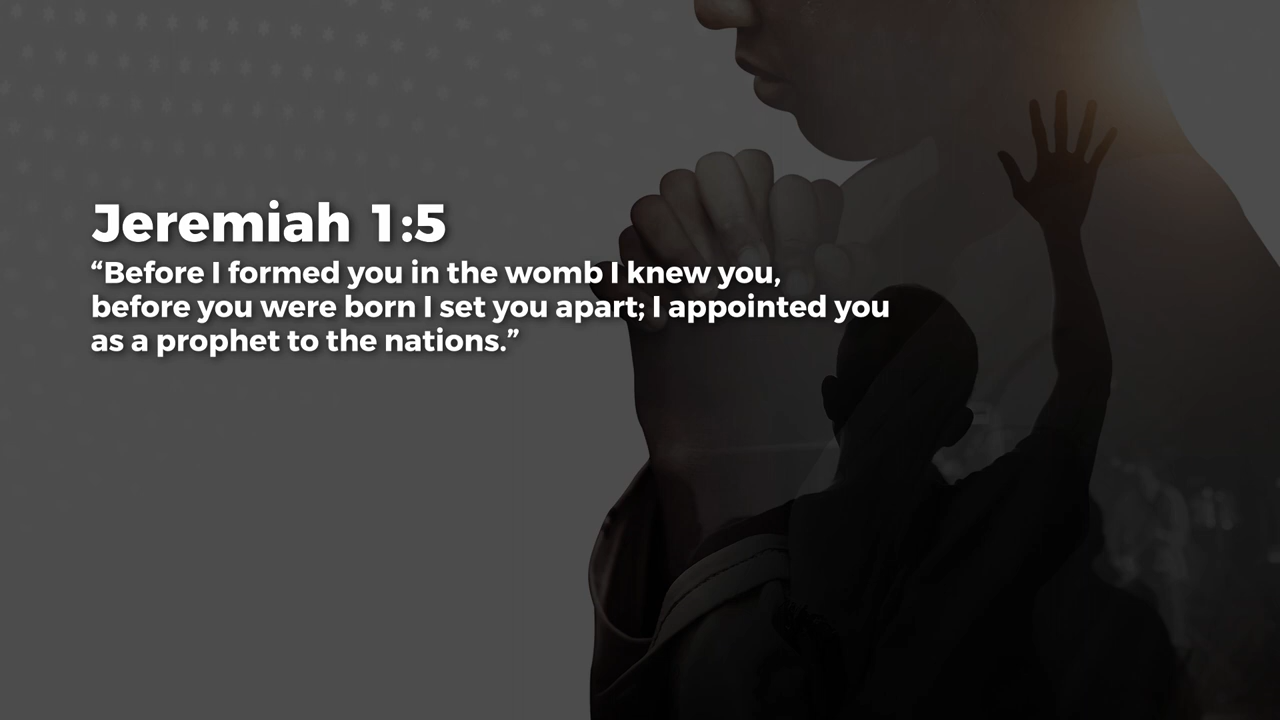 Jeremiah 1:5
“Before I formed you in the womb I knew you,
before you were born I set you apart; I appointed you
as a prophet to the nations.”